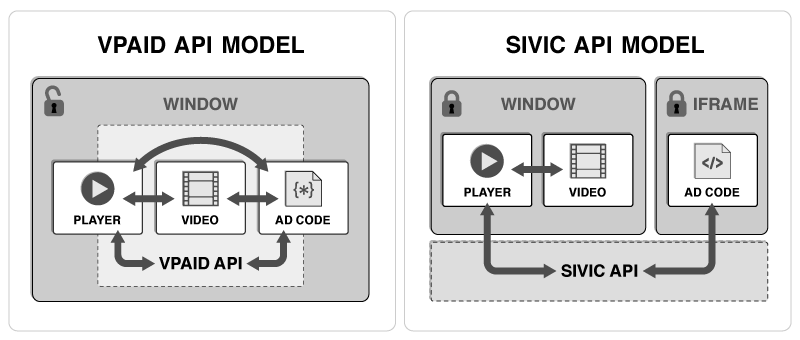 VPAID API MODEL
WINDOW
PLAYER
VIDEO
{*}
AD CODE
VPAID API
SIVIC API MODEL
WINDOW
PLAYER
VIDEO
IFRAME
</>
AD CODE
SIVIC API